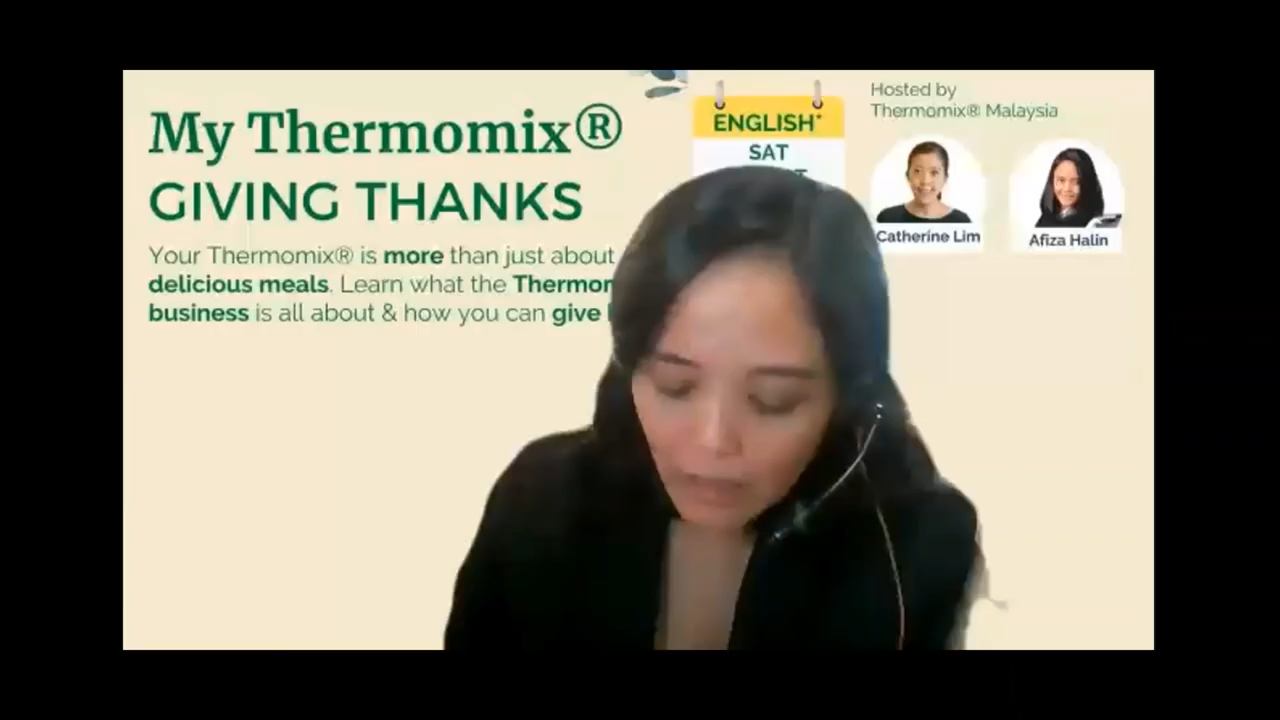 My Thermomix®
GIVING THANKS
Your Thermomix® is more than just about
delicious meals. Learn what the
business is all about & how you can give
ENGLISH*
SAT
Hosted by
Thermomix® Malaysia
Catherine Lim
Afiza Halin